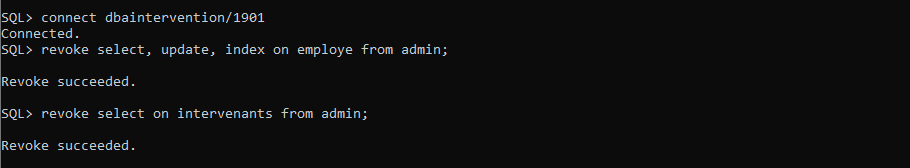 SQL> connect dbaintervention/1901
Connected.
SQL> revoke select, update, index on employe from admin;
Revoke succeeded.
SQL> revoke select on intervenants from admin;
Revoke succeeded.